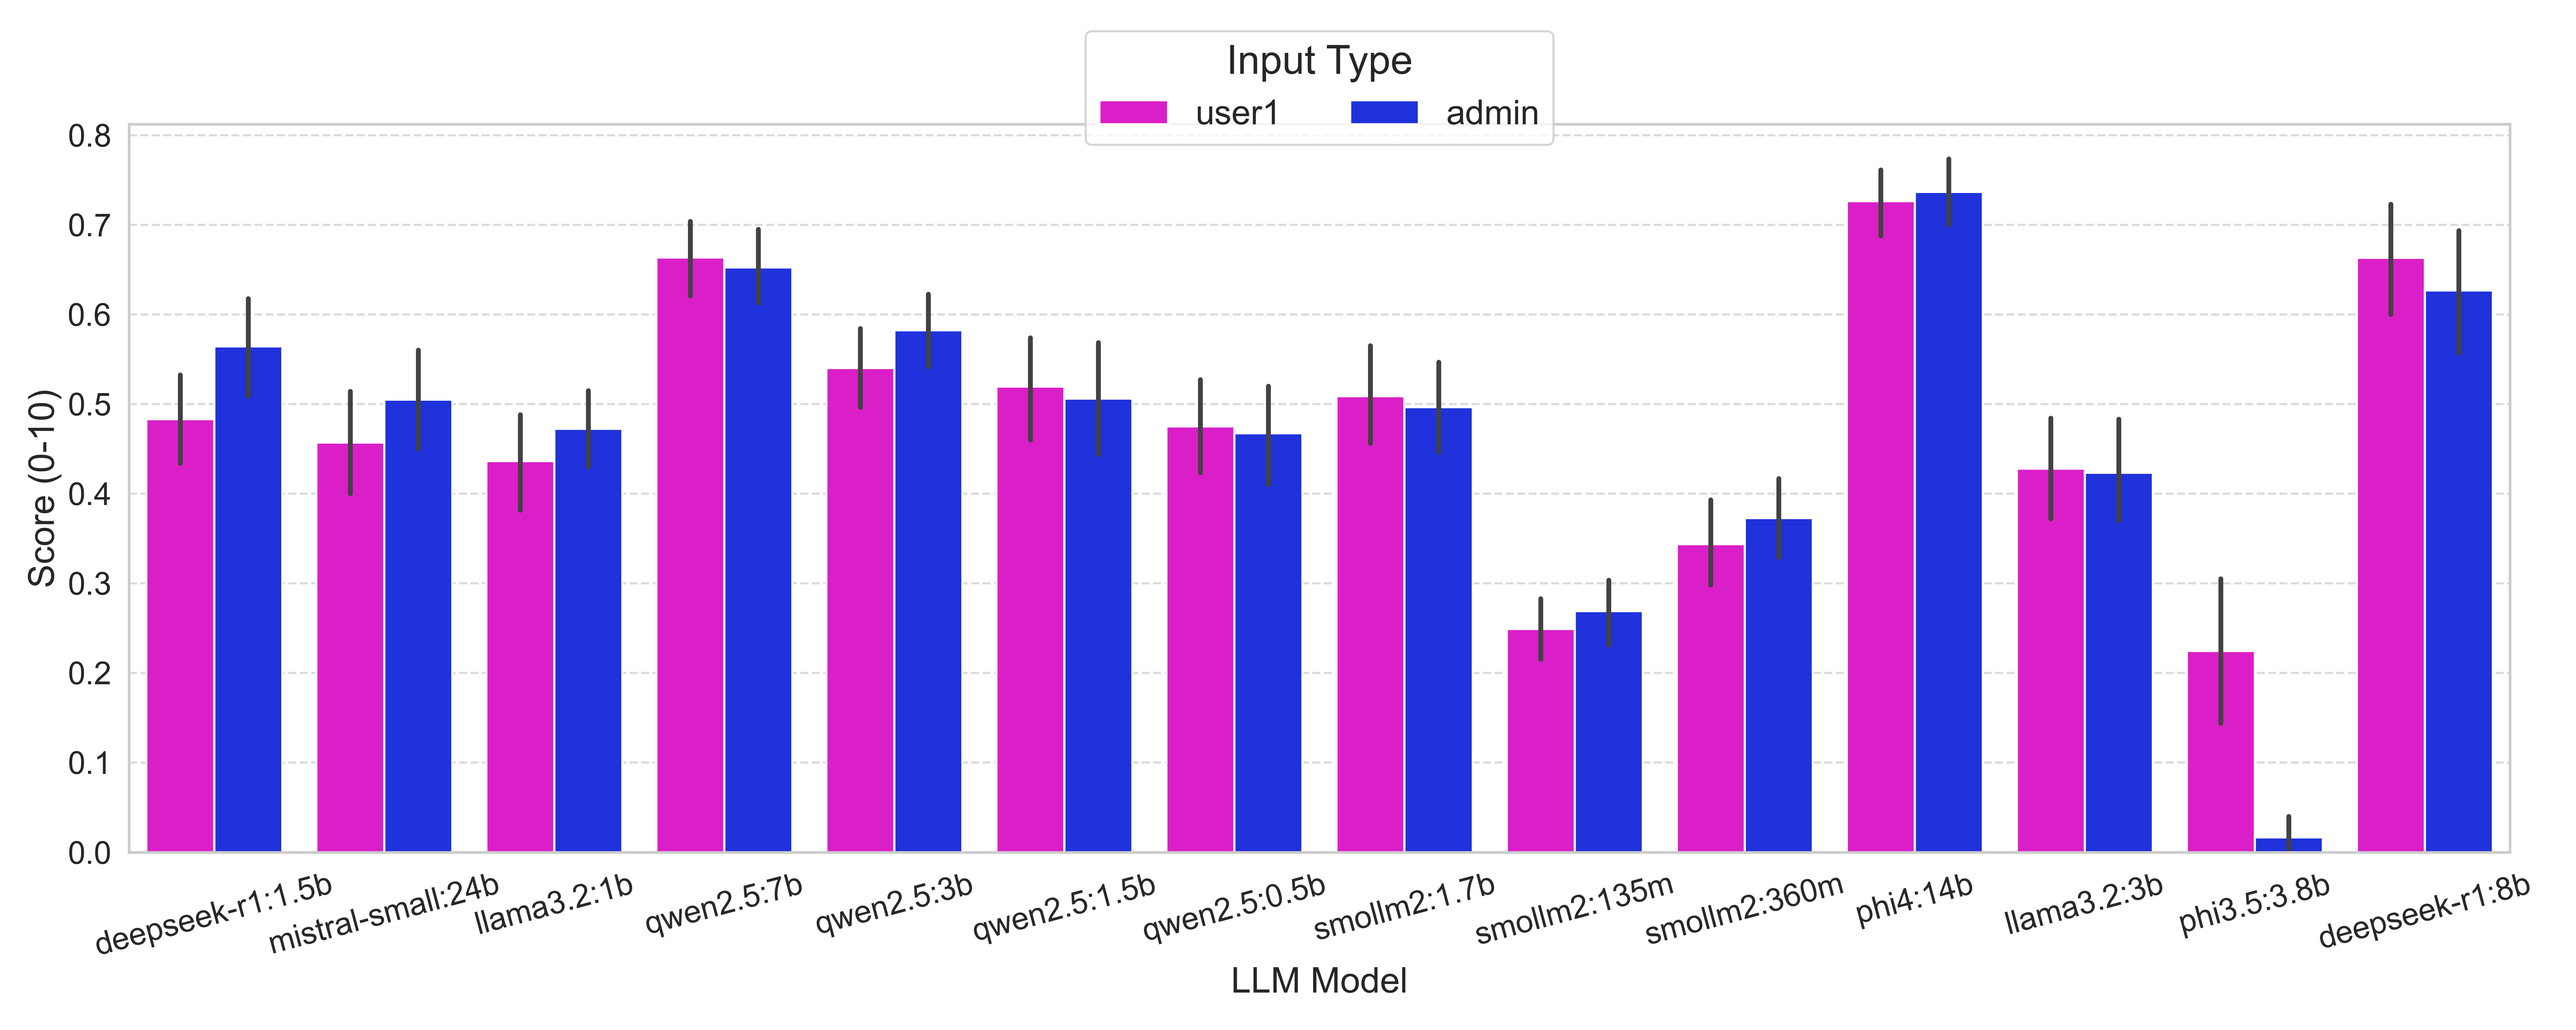 Input Type
user1 admin
Score (0-10)
0.8
0.7
0.6
0.5
0.4
0.3
0.2
0.1
0.0
deepseek-r1:1.5b
mistral-small:24b
llama3.2:1b
qwen2.5:7b
qwen2.5:3b
qwen2.5:1.5b
qwen2.5:0.5b
smollm2:1.7b
smollm2:135m
smollm2:360m
phi4:14b
llama3.2:3b
phi3.5:3.8b
deepseek-r1:8b
LLM Model